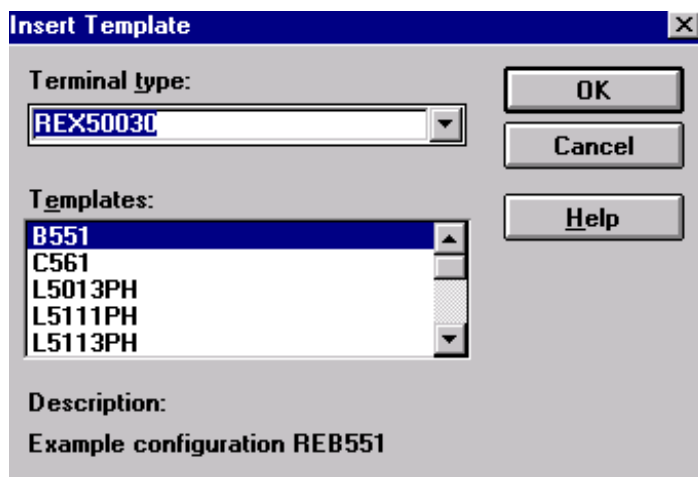 Insert Template
Terminal type:
REX50030
Templates:
B551
C561
L5013PH
L5111PH
L5113PH
Description:
Example configuration REB551
OK
Cancel
Help